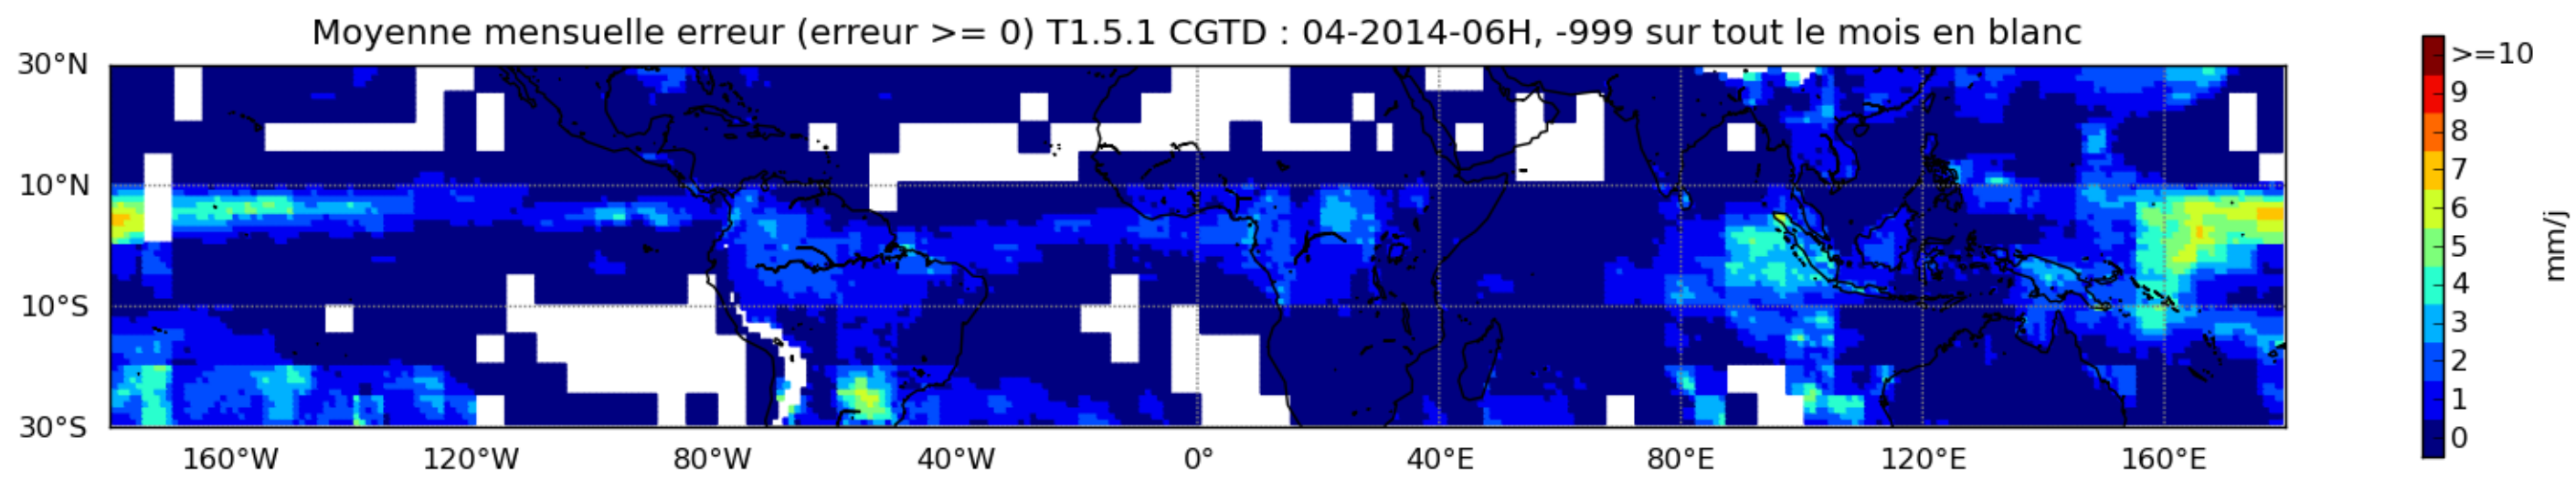 Moyenne mensuelle erreur (erreur >= 0) T1.5.1 CGTD : 04-2014-06H, -999 sur tout le mois en blanc
30°N
10°N
10°S
30°S
160°W 120°W 80°W 40°W 0° 40°E 80°E 120°E 160°E
>=10
9
8
7
6
5
4
3
2
1
0
mm/j